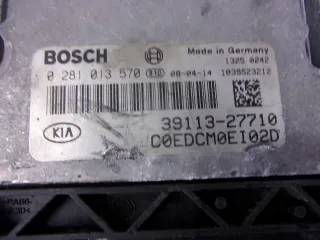 BOSCH Made in Germany
1325 0242
0 281 013 570 08-04-14 1039S23212
KIA 39113-27710
C0EDCM0EI02D